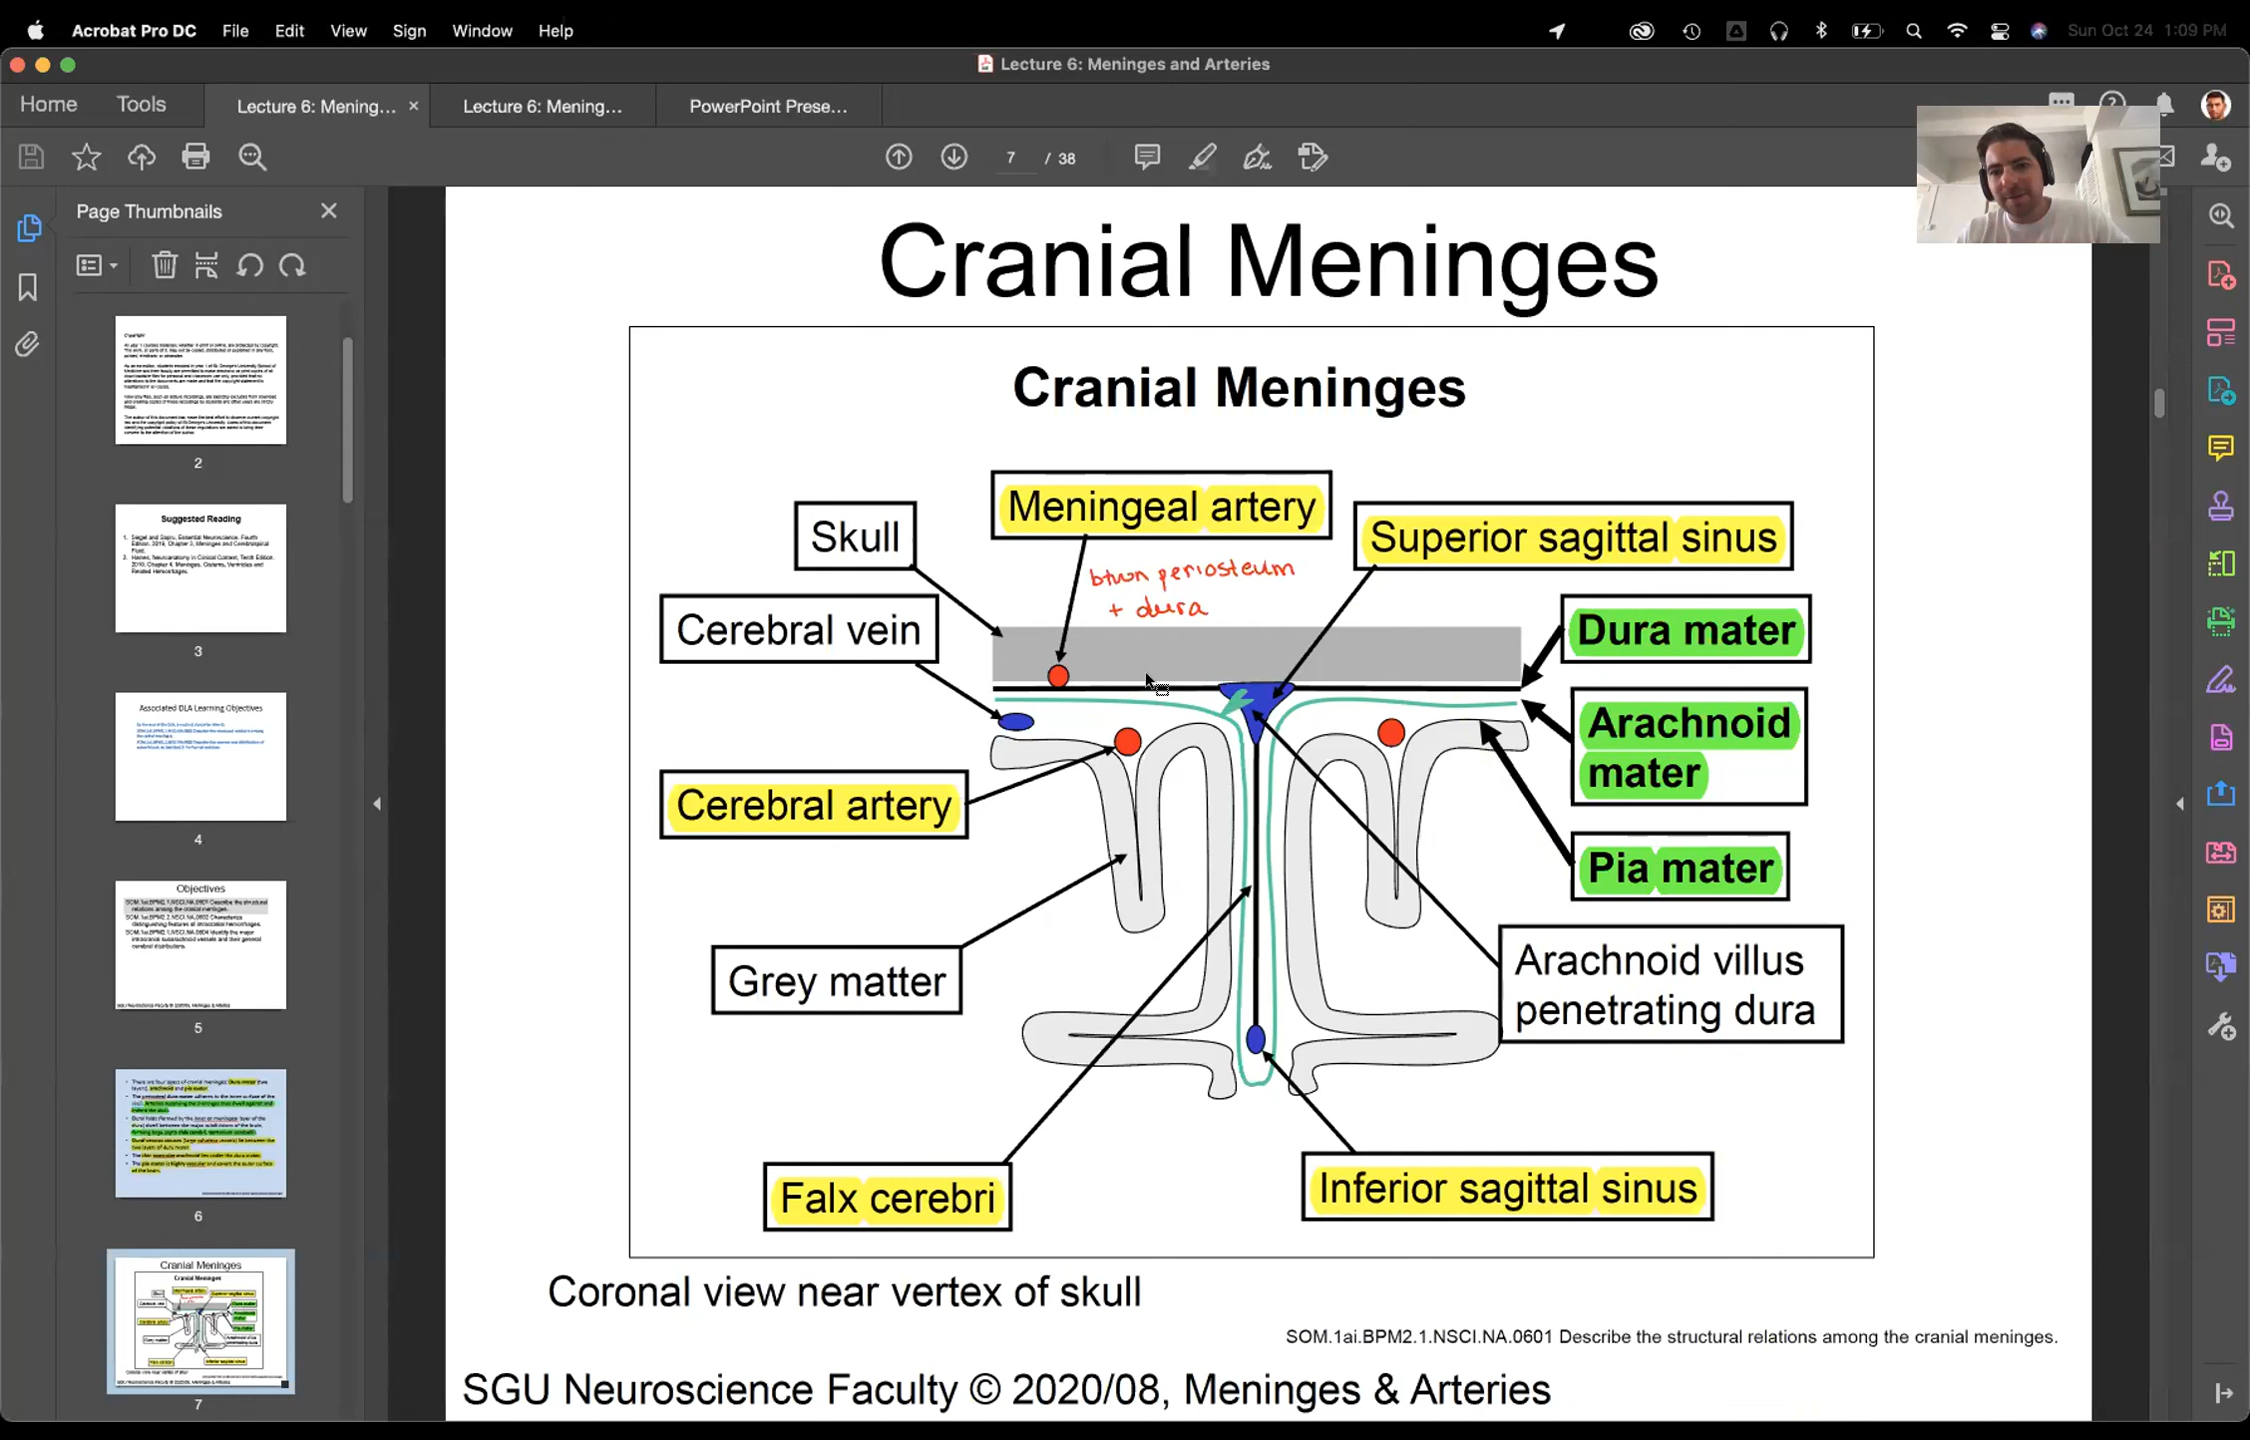 Acrobat Pro DC File Edit View Sign Window Help Sun Oct 24 1:09 PM
Lecture 6: Meninges and Arteries
Home Tools Lecture 6: Mening... × Lecture 6: Mening... PowerPoint Prese...
7 / 38
Page Thumbnails
2
Suggested Reading
3
Associated DLA Learning Objectives
4
Objectives
5
6
Cranial Meninges
Cranial Meninges
7
Cranial Meninges
Cranial Meninges
Meningeal artery
Skull
Superior sagittal sinus
btwn periosteum
+ dura
Cerebral vein
Dura mater
Arachnoid
mater
Cerebral artery
Pia mater
Grey matter
Arachnoid villus
penetrating dura
Falx cerebri
Inferior sagittal sinus
Coronal view near vertex of skull
SOM.1ai.BPM2.1.NSCI.NA.0601 Describe the structural relations among the cranial meninges.
SGU Neuroscience Faculty © 2020/08, Meninges & Arteries